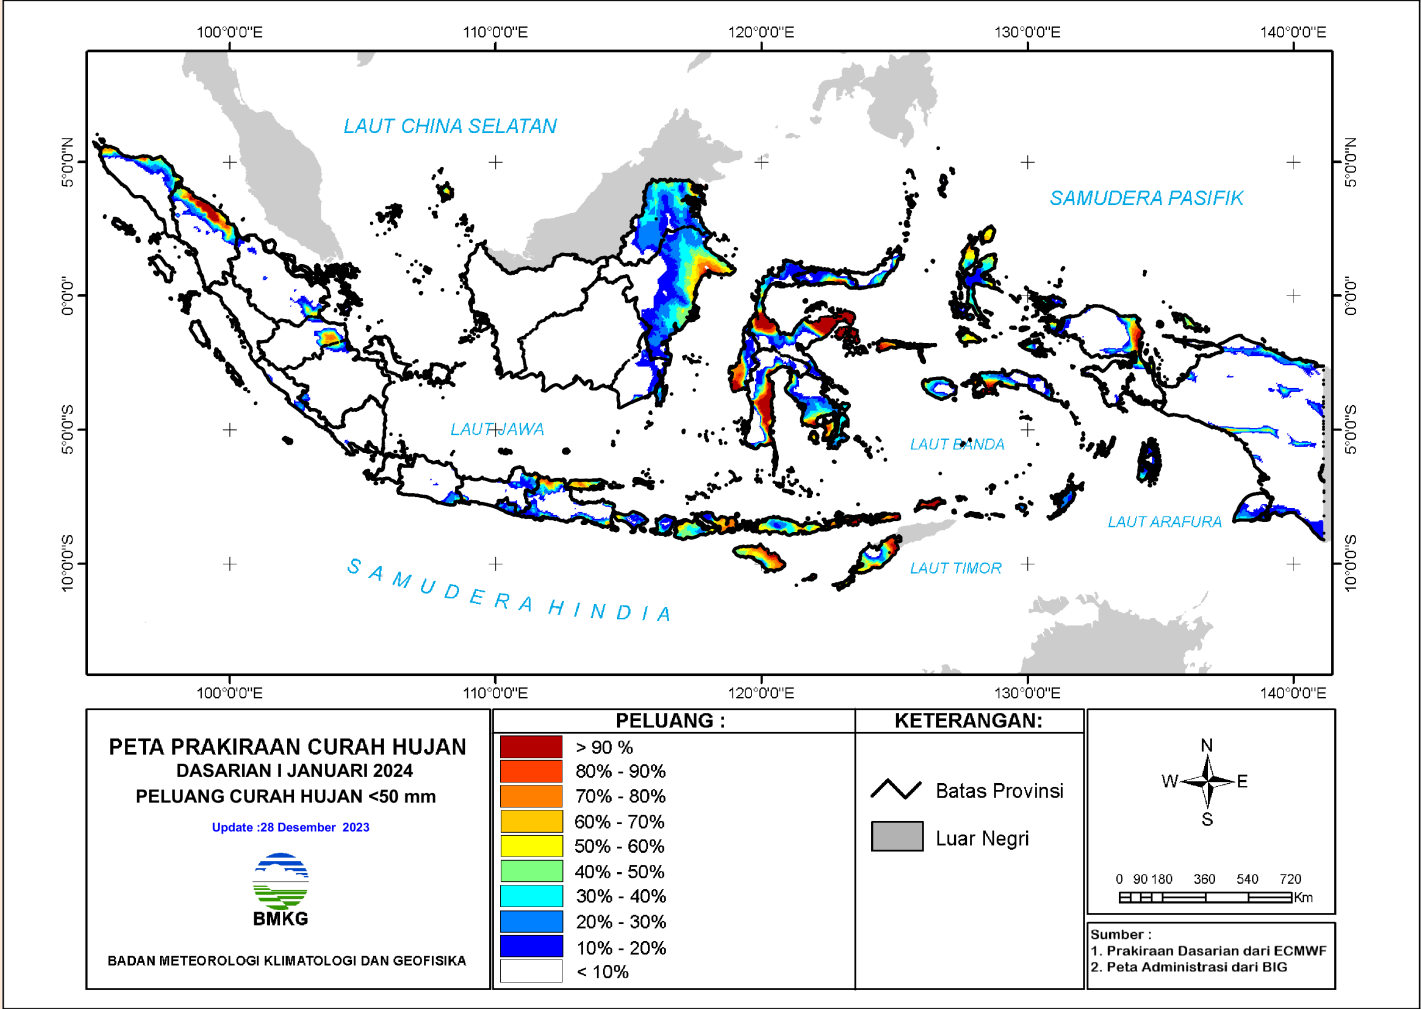 100°0'0"E 110°0'0"E 120°0'0"E 130°0'0"E 140°0'0"E
5°0'0"N 5°0'0"N
0°0'0" 0°0'0"
5°0'0"S 5°0'0"S
10°0'0"S 10°0'0"S
LAUT CHINA SELATAN
SAMUDERA PASIFIK
LAUT JAWA
LAUT BANDA
LAUT ARAFURA
LAUT TIMOR
SAMUDERA HINDIA
100°0'0"E 110°0'0"E 120°0'0"E 130°0'0"E 140°0'0"E
PETA PRAKIRAAN CURAH HUJAN
DASARIAN I JANUARI 2024
PELUANG CURAH HUJAN <50 mm
Update :28 Desember 2023
BMKG
BADAN METEOROLOGI KLIMATOLOGI DAN GEOFISIKA
PELUANG :
> 90 %
80% - 90%
70% - 80%
60% - 70%
50% - 60%
40% - 50%
30% - 40%
20% - 30%
10% - 20%
< 10%
KETERANGAN:
Batas Provinsi
Luar Negri
N
W E
S
0 90 180 360 540 720
Km
Sumber :
1. Prakiraan Dasarian dari ECMWF
2. Peta Administrasi dari BIG